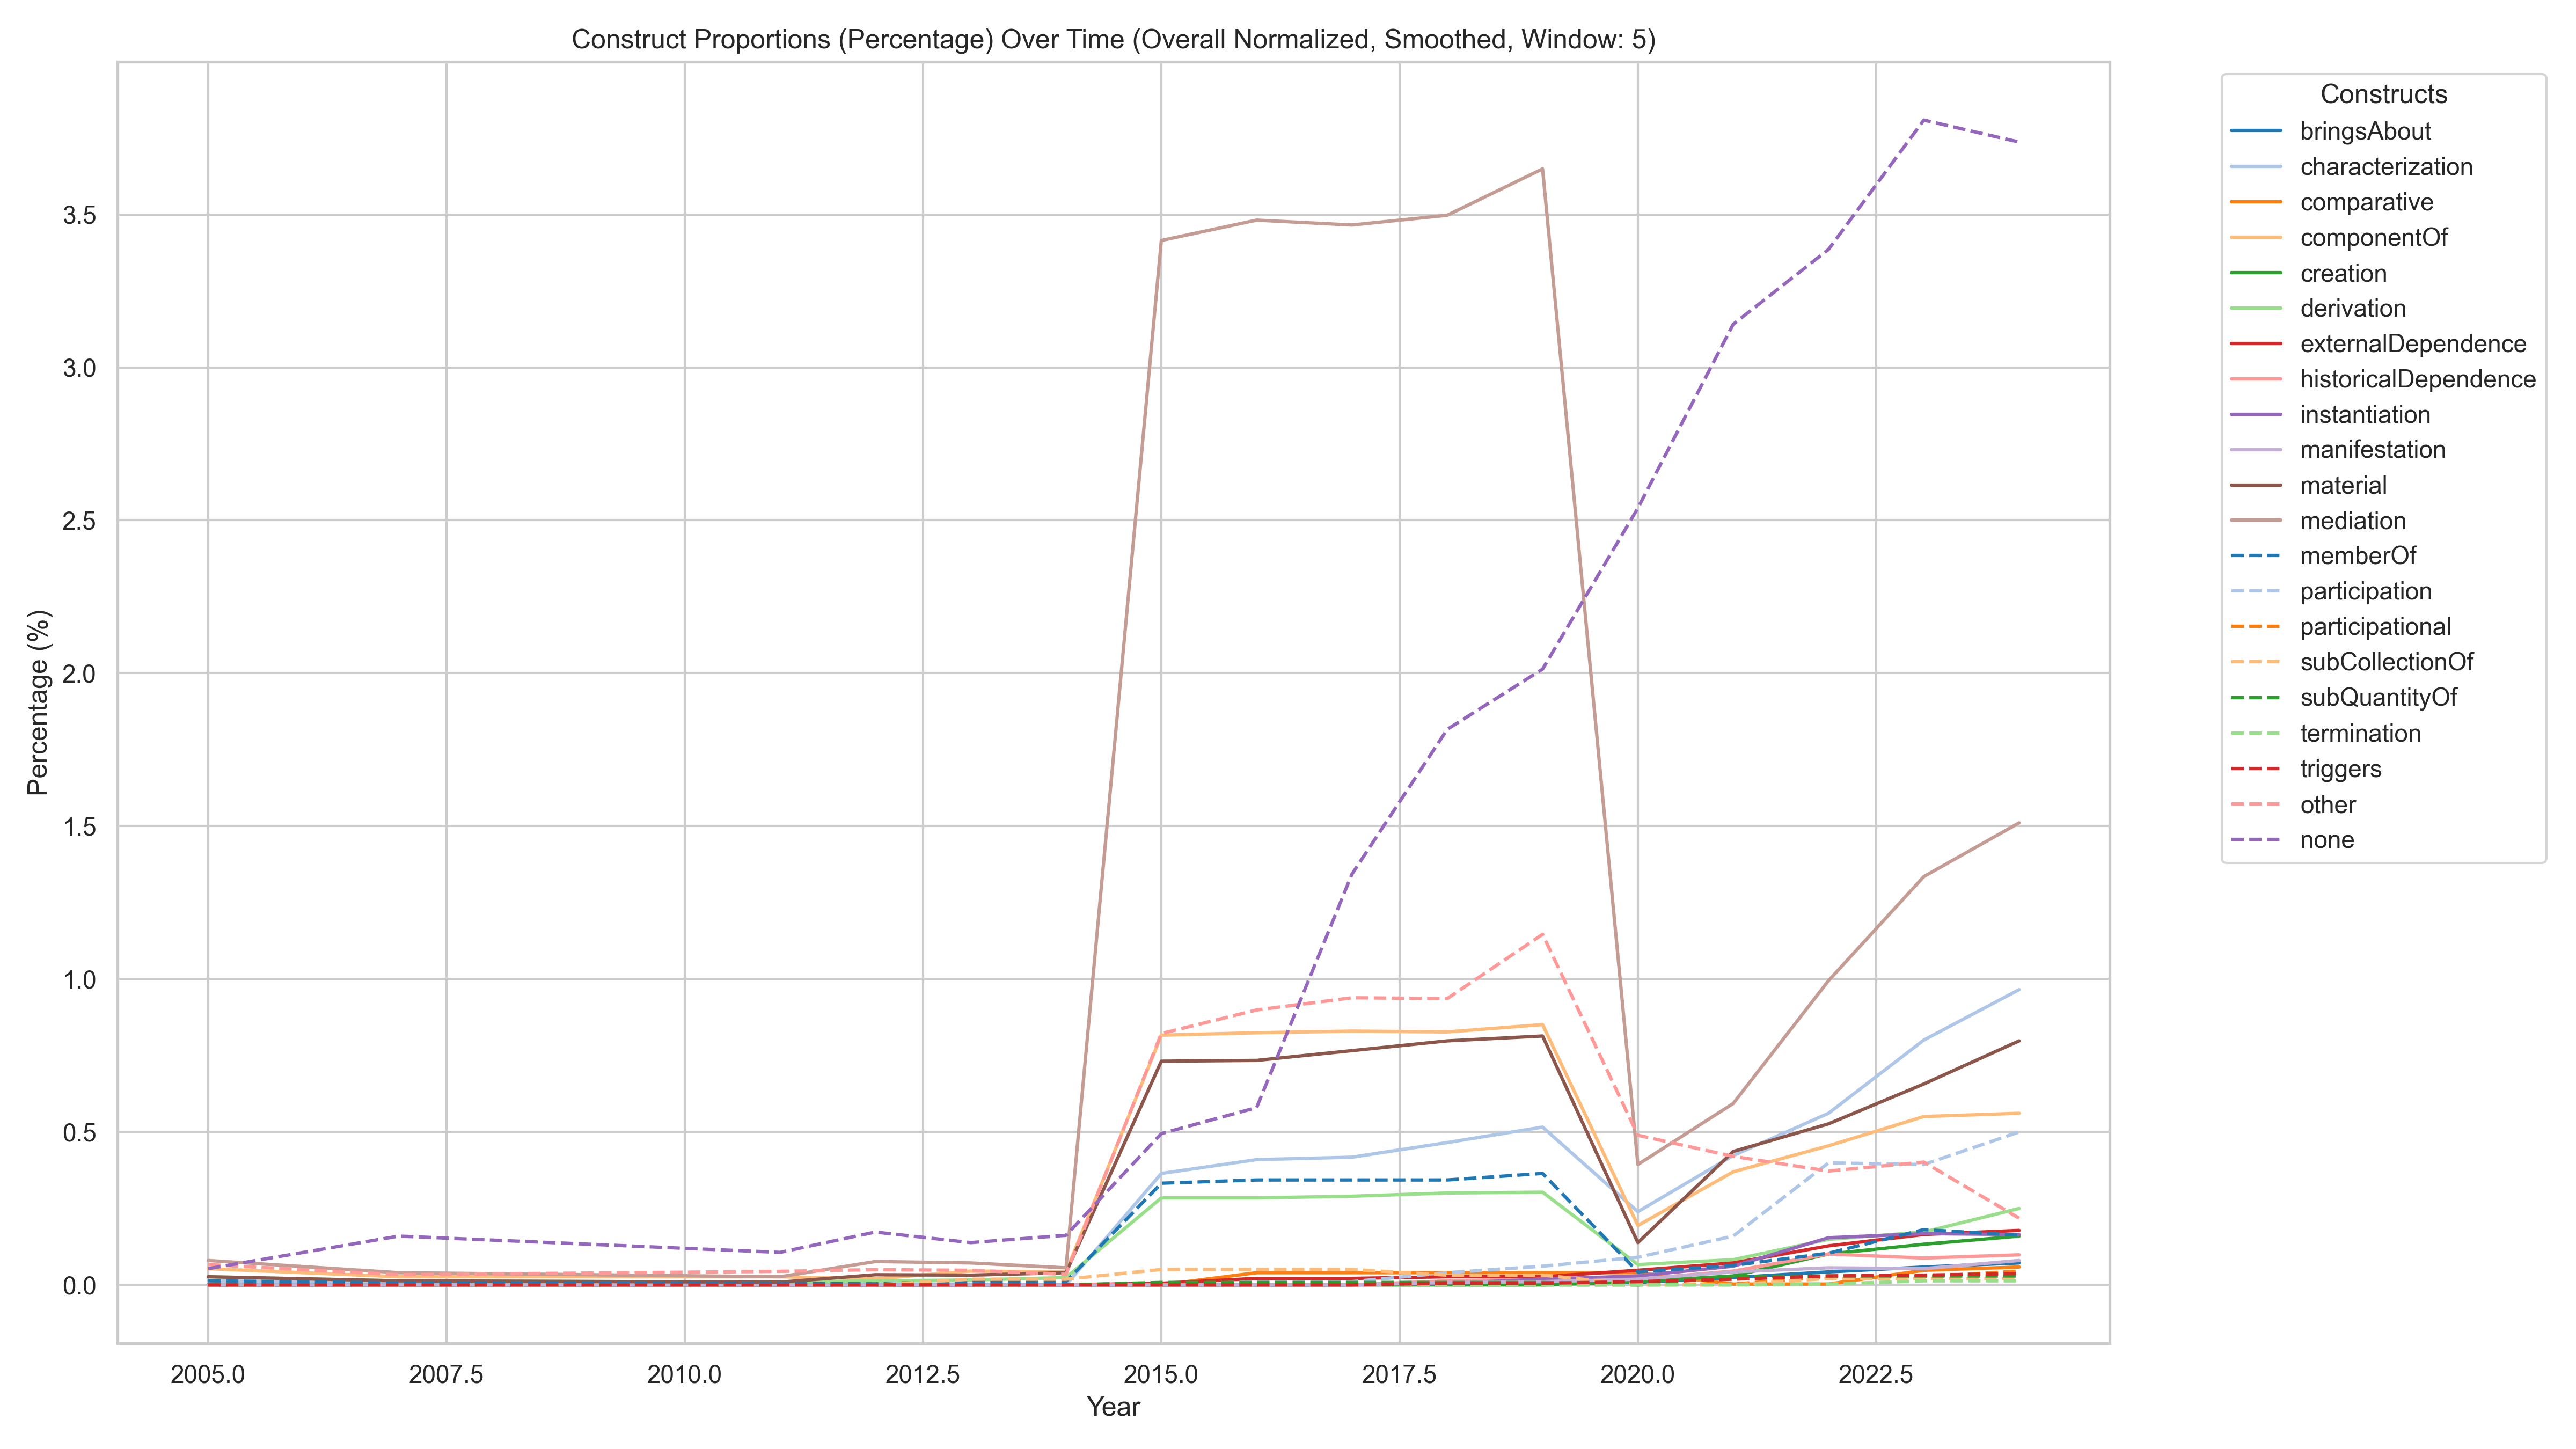 Construct Proportions (Percentage) Over Time (Overall Normalized, Smoothed, Window: 5)
Percentage (%)
3.5
3.0
2.5
2.0
1.5
1.0
0.5
0.0
2005.0
2007.5
2010.0
2012.5
2015.0
2017.5
2020.0
2022.5
Year
Constructs
bringsAbout
characterization
comparative
componentOf
creation
derivation
externalDependence
historicalDependence
instantiation
manifestation
material
mediation
memberOf
participation
participational
subCollectionOf
subQuantityOf
termination
triggers
other
none